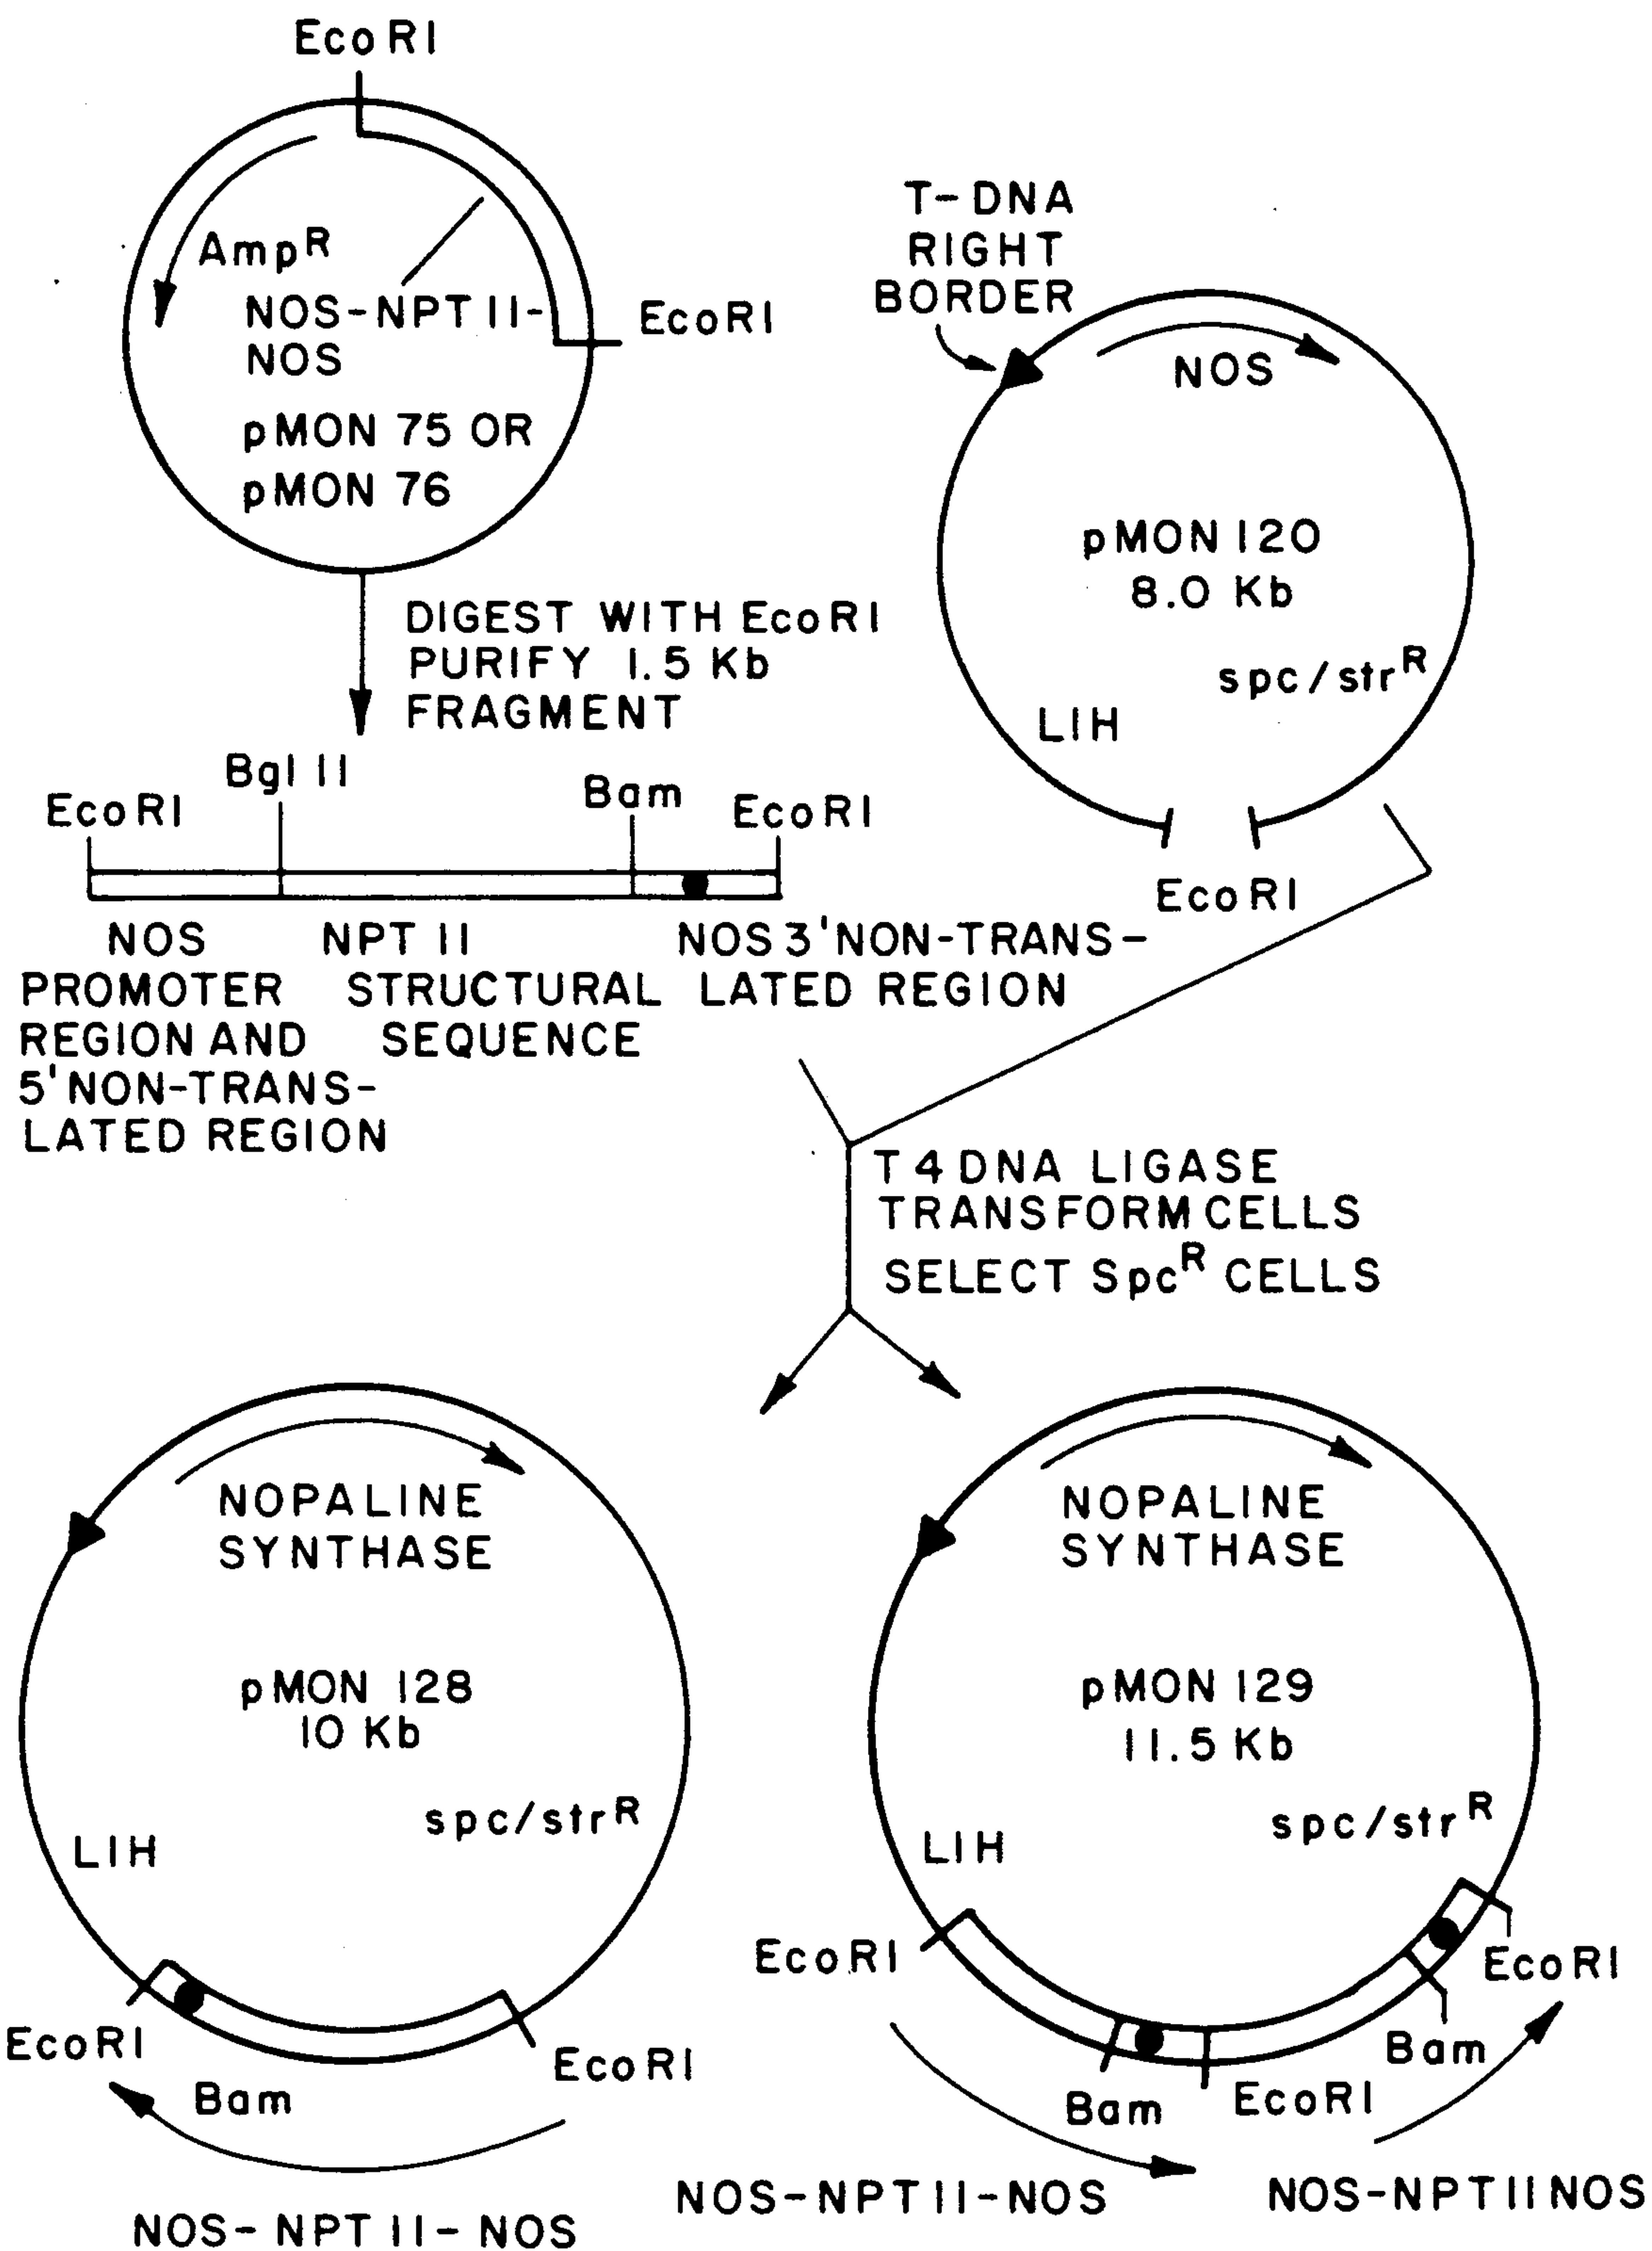 EcoRI
AmpR
NOS-NPT II-
NOS
EcoRI
pMON 75 OR
pMON 76
T-DNA
RIGHT
BORDER
NOS
pMON 120
8.0 Kb
spc/strR
LIH
EcoRI
DIGEST WITH EcoRI
PURIFY 1.5 Kb
FRAGMENT
EcoRI
Bgl II
Bam
EcoRI
NOS
PROMOTER
REGION AND
5'NON-TRANS-
LATED REGION
NPT II
STRUCTURAL
SEQUENCE
NOS 3'NON-TRANS-
LATED REGION
T4 DNA LIGASE
TRANSFORM CELLS
SELECT SpcR CELLS
NOPALINE
SYNTHASE
pMON 128
10 Kb
spc/strR
LIH
EcoRI
Bam
EcoRI
NOS-NPT II-NOS
NOPALINE
SYNTHASE
pMON 129
11.5 Kb
spc/strR
LIH
EcoRI
Bam
EcoRI
Bam
EcoRI
NOS-NPT II-NOS
NOS-NPT II NOS